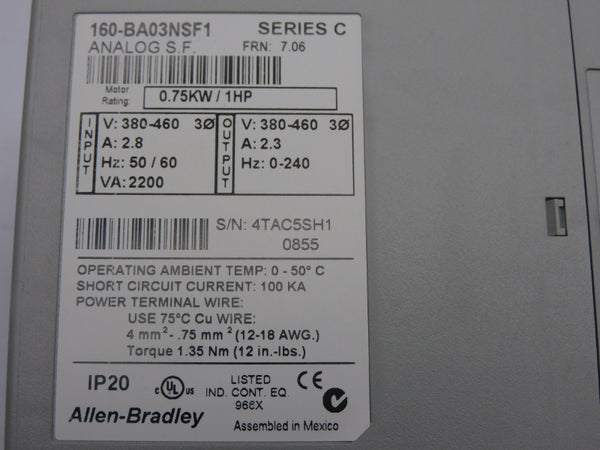 160-BA03NSF1 SERIES C
ANALOG S.F. FRN: 7.06
Motor Rating: 0.75KW / 1HP
INPUT
V: 380-460 3Ø
A: 2.8
Hz: 50 / 60
VA: 2200
OUTPUT
V: 380-460 3Ø
A: 2.3
Hz: 0-240
S/N: 4TAC5SH1
0855
OPERATING AMBIENT TEMP: 0 - 50° C
SHORT CIRCUIT CURRENT: 100 KA
POWER TERMINAL WIRE:
USE 75°C Cu WIRE:
4 mm²- .75 mm² (12-18 AWG.)
Torque 1.35 Nm (12 in.-lbs.)
IP20 c UL us LISTED CE
IND. CONT. EQ.
966X
Allen-Bradley Assembled in Mexico